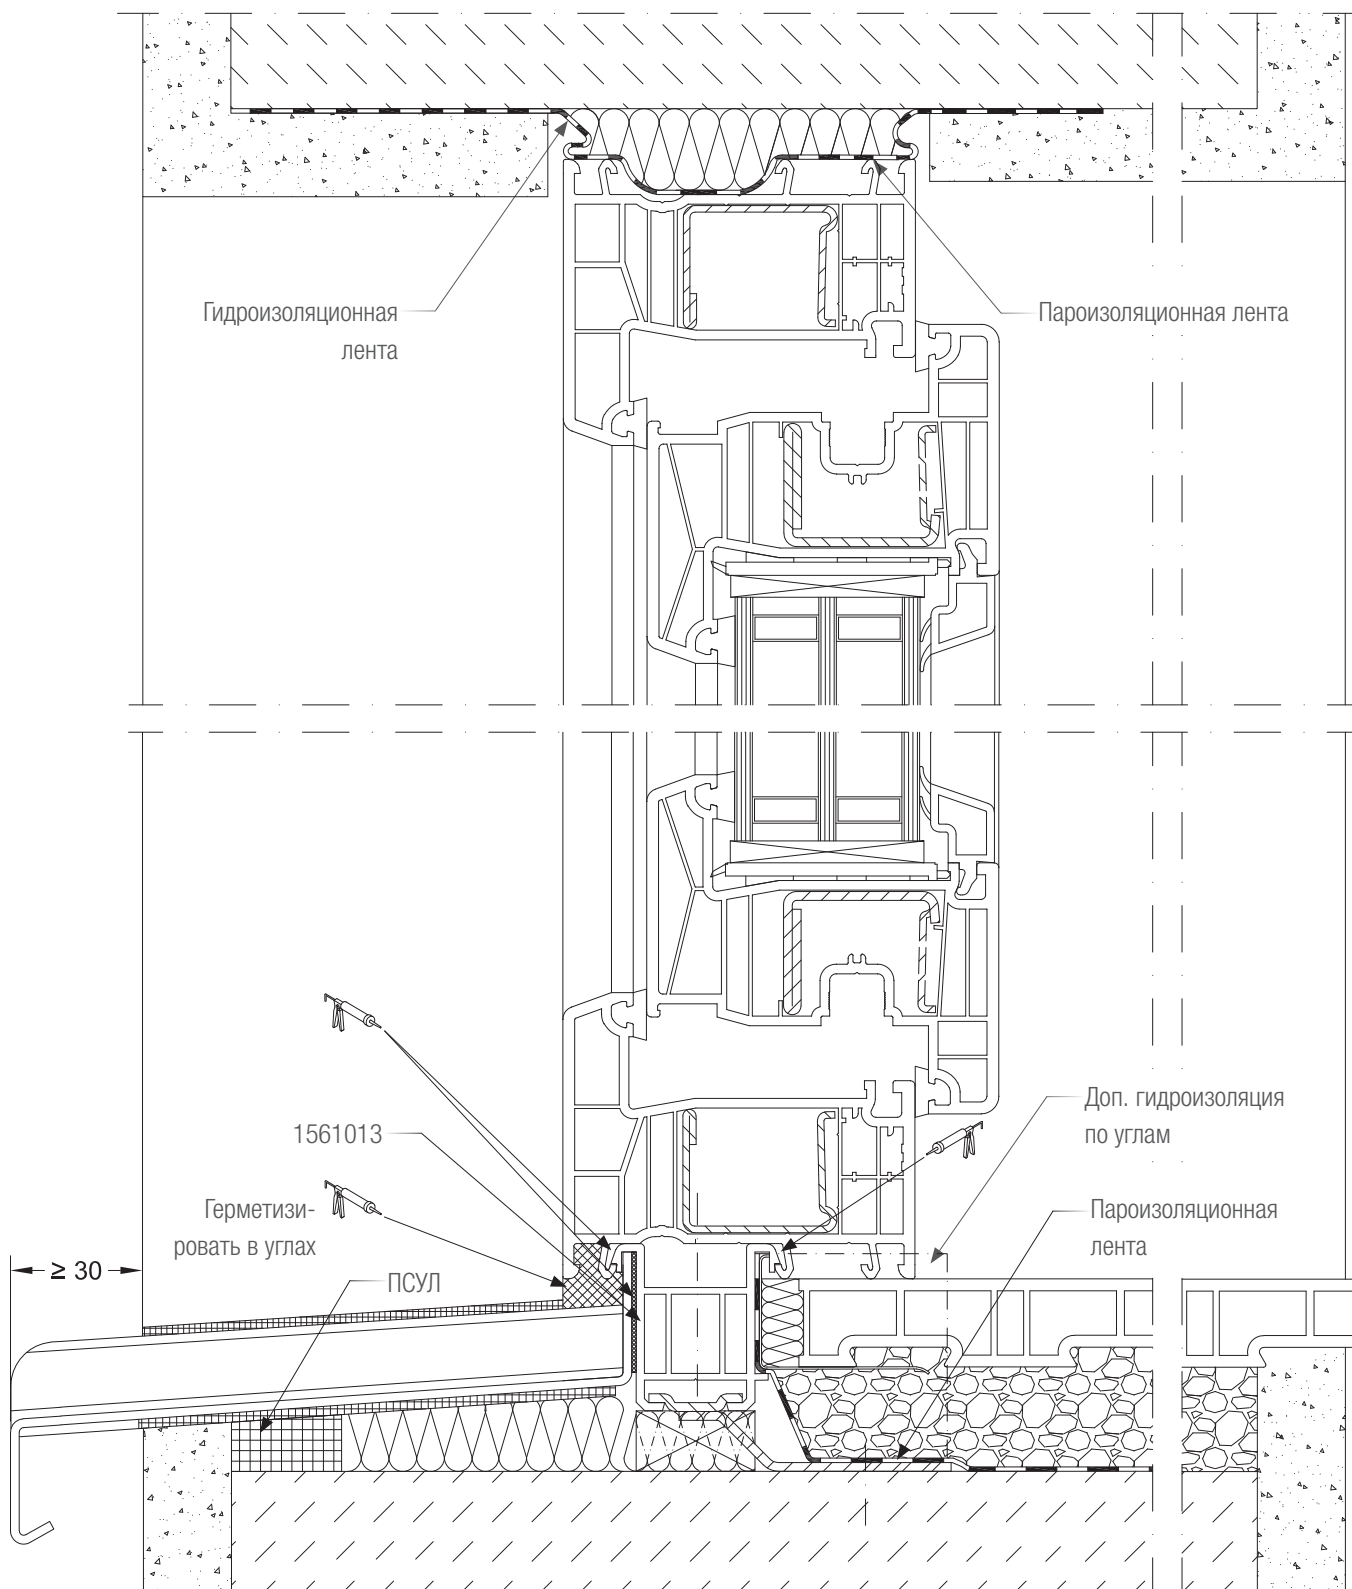 Гидроизоляционная
лента
Пароизоляционная лента
Доп. гидроизоляция
по углам
1561013
Герметизи-
ровать в углах
Пароизоляционная
лента
≥ 30
ПСУЛ